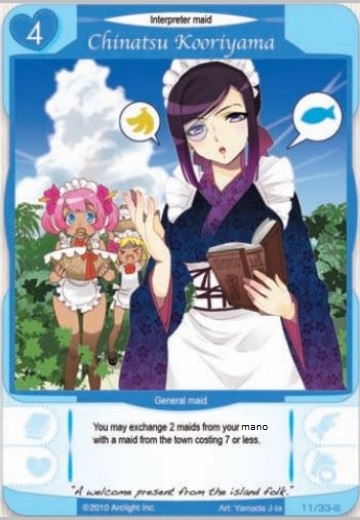 Interpreter maid
4
Chinatsu Kooriyama
General maid
You may exchange 2 maids from your mano
with a maid from the town costing 7 or less.
"A welcome present from the island folk."
©2010 Arclight Inc.
Art: Yamada J-ta
11/33-II